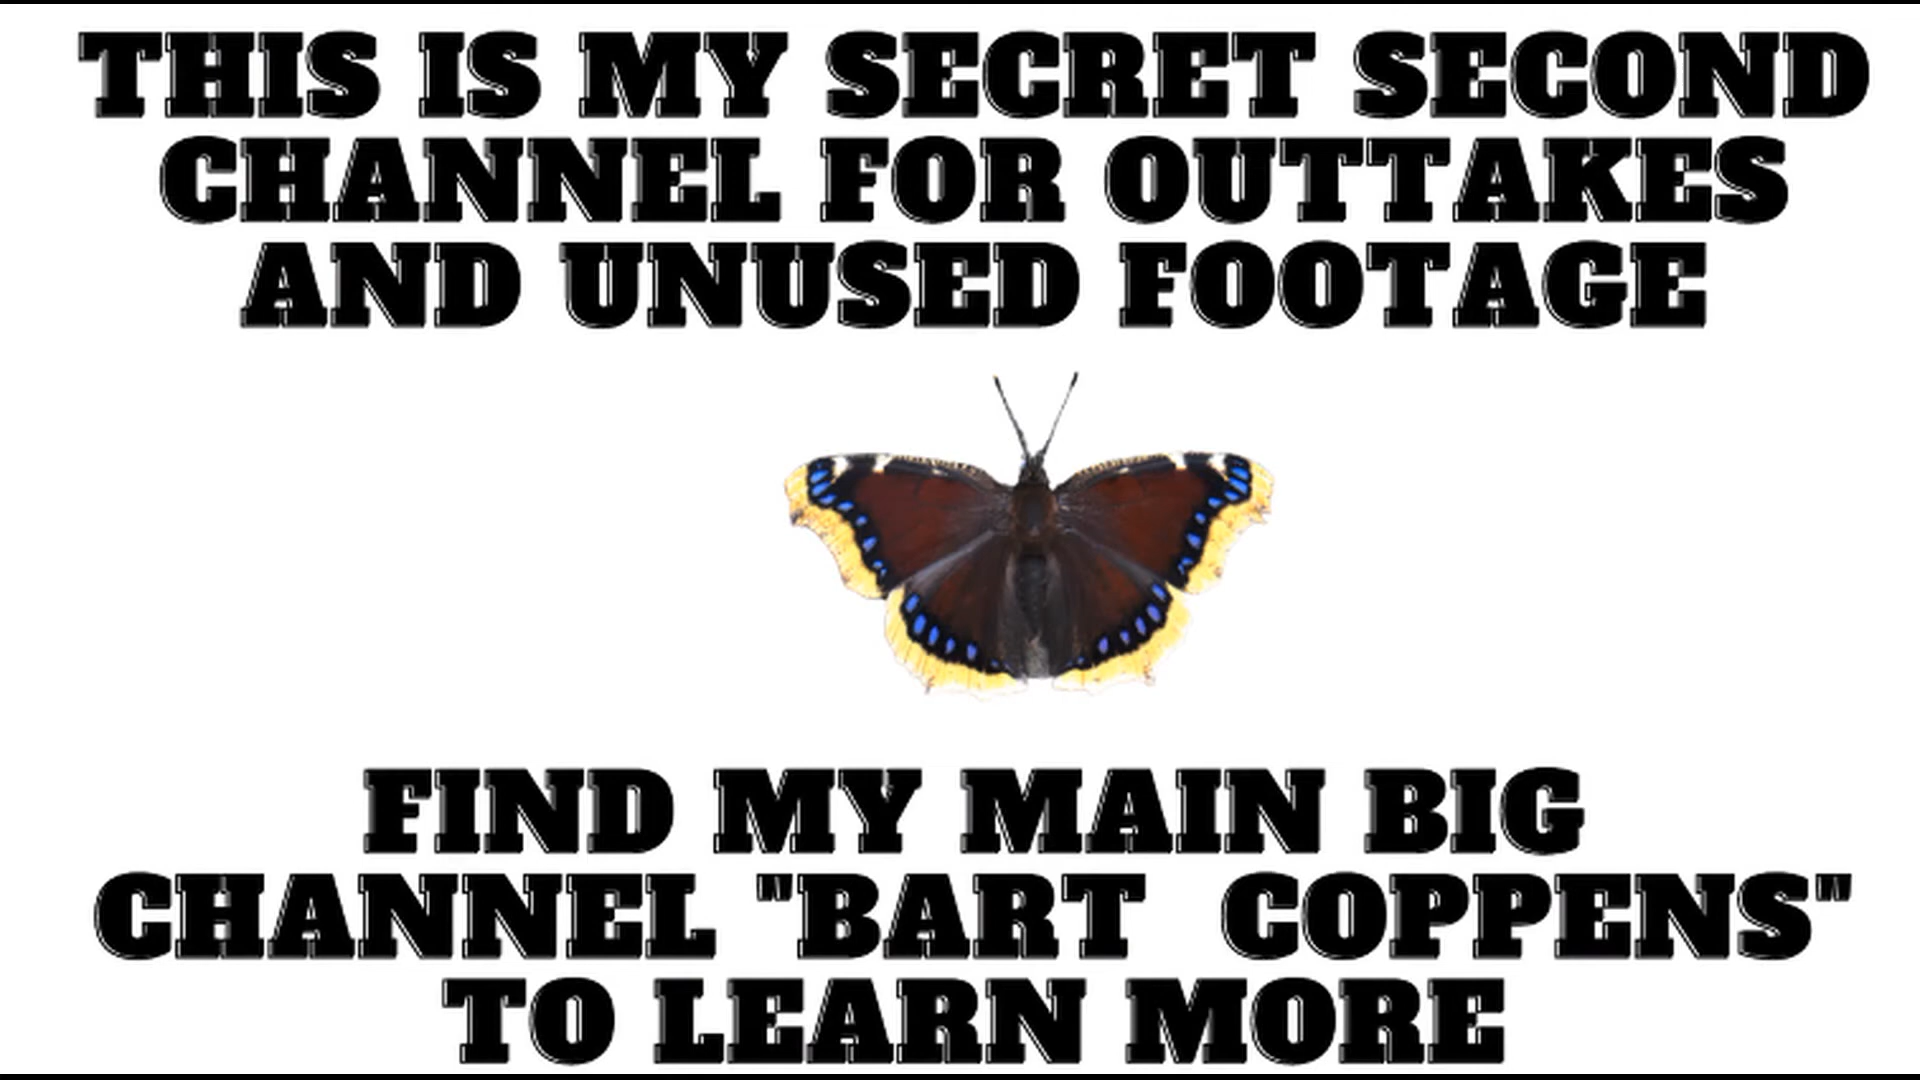 THIS IS MY SECRET SECOND
CHANNEL FOR OUTTAKES
AND UNUSED FOOTAGE
FIND MY MAIN BIG
CHANNEL "BART COPPENS"
TO LEARN MORE